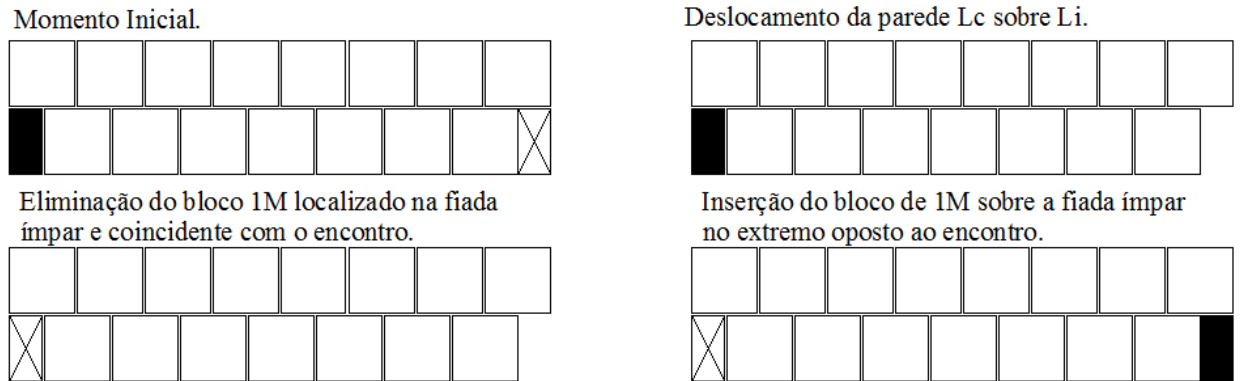 Momento Inicial.
Deslocamento da parede Lc sobre Li.
Eliminação do bloco 1M localizado na fiada
ímpar e coincidente com o encontro.
Inserção do bloco de 1M sobre a fiada ímpar
no extremo oposto ao encontro.